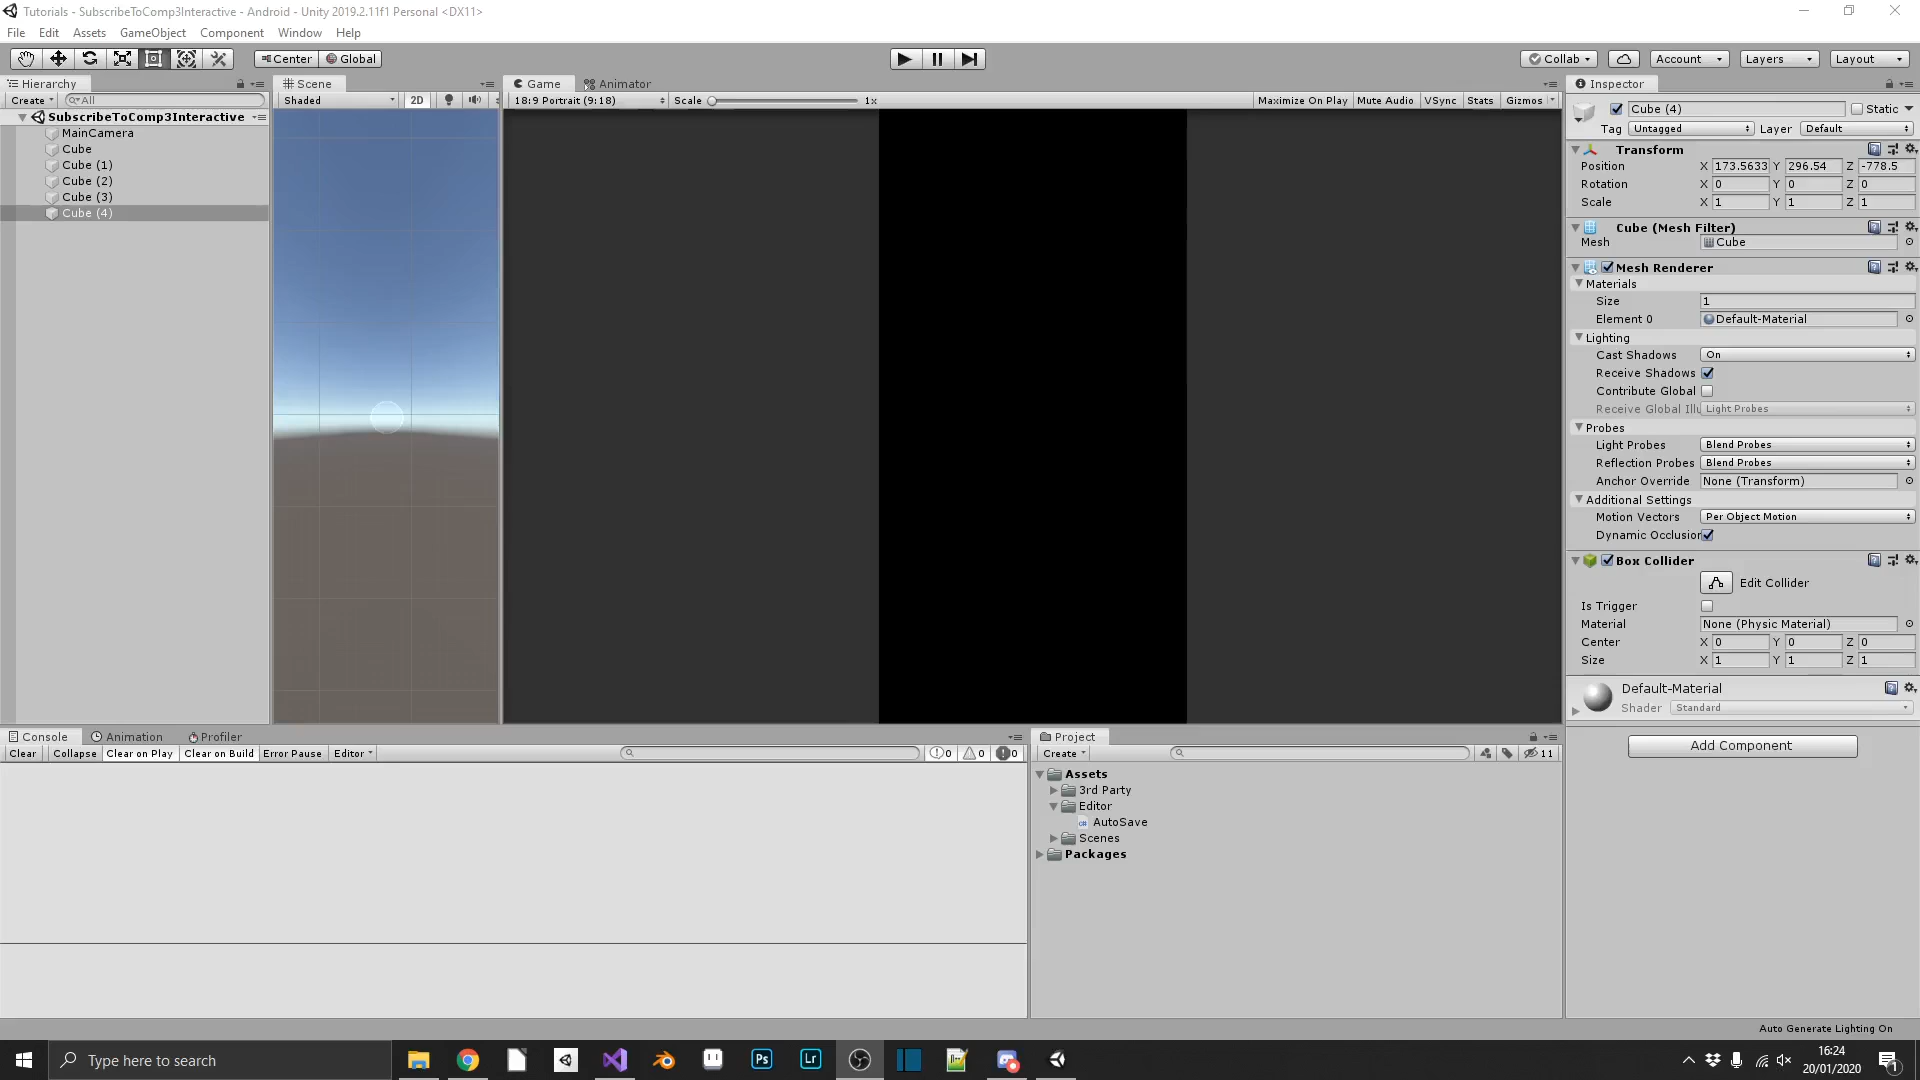 Tutorials - SubscribeToComp3Interactive - Android - Unity 2019.2.11f1 Personal <DX11>
File Edit Assets GameObject Component Window Help
Center Global Collab Account Layers Layout
Hierarchy Scene Game Animator Inspector
Create All Shaded 2D 18:9 Portrait (9:18) Scale 1x Maximize On Play Mute Audio VSync Stats Gizmos
SubscribeToComp3Interactive
MainCamera
Cube
Cube (1)
Cube (2)
Cube (3)
Cube (4)
Cube (4) Static
Tag Untagged Layer Default
Transform
Position X 173.5633 Y 296.54 Z -778.5
Rotation X 0 Y 0 Z 0
Scale X 1 Y 1 Z 1
Cube (Mesh Filter)
Mesh Cube
Mesh Renderer
Materials
Size 1
Element 0 Default-Material
Lighting
Cast Shadows On
Receive Shadows
Contribute Global
Receive Global Illu Light Probes
Probes
Light Probes Blend Probes
Reflection Probes Blend Probes
Anchor Override None (Transform)
Additional Settings
Motion Vectors Per Object Motion
Dynamic Occlusion
Box Collider
Edit Collider
Is Trigger
Material None (Physic Material)
Center X 0 Y 0 Z 0
Size X 1 Y 1 Z 1
Default-Material
Shader Standard
Add Component
Console Animation Profiler
Clear Collapse Clear on Play Clear on Build Error Pause Editor 0 0 0
Project
Create 11
Assets
3rd Party
Editor
AutoSave
Scenes
Packages
Auto Generate Lighting On
Type here to search
Ps
Lr
16:24
20/01/2020
1